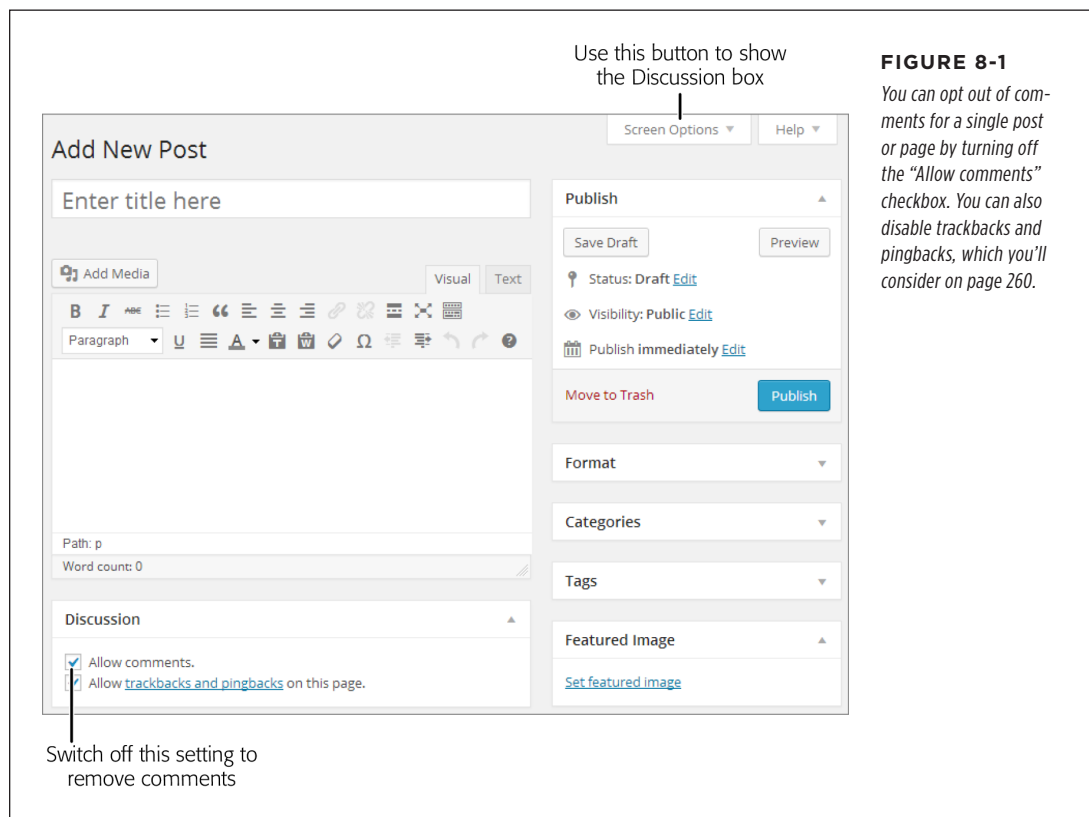 Use this button to show
the Discussion box
FIGURE 8-1
You can opt out of com-
ments for a single post
or page by turning off
the “Allow comments”
checkbox. You can also
disable trackbacks and
pingbacks, which you’ll
consider on page 260.
Screen Options
Help
Add New Post
Enter title here
Add Media
Visual
Text
B I ABC
Paragraph U A T W Ω ?
Path: p
Word count: 0
Discussion
Allow comments.
Allow trackbacks and pingbacks on this page.
Publish
Save Draft
Preview
Status: Draft Edit
Visibility: Public Edit
Publish immediately Edit
Move to Trash
Publish
Format
Categories
Tags
Featured Image
Set featured image
Switch off this setting to
remove comments